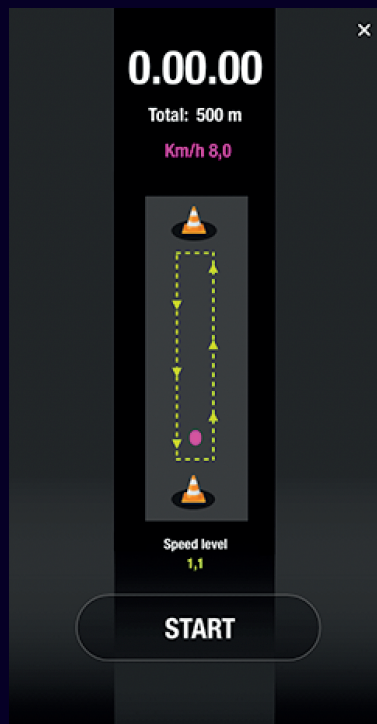 ×
0.00.00
Total: 500 m
Km/h 8,0
Speed level
1,1
START